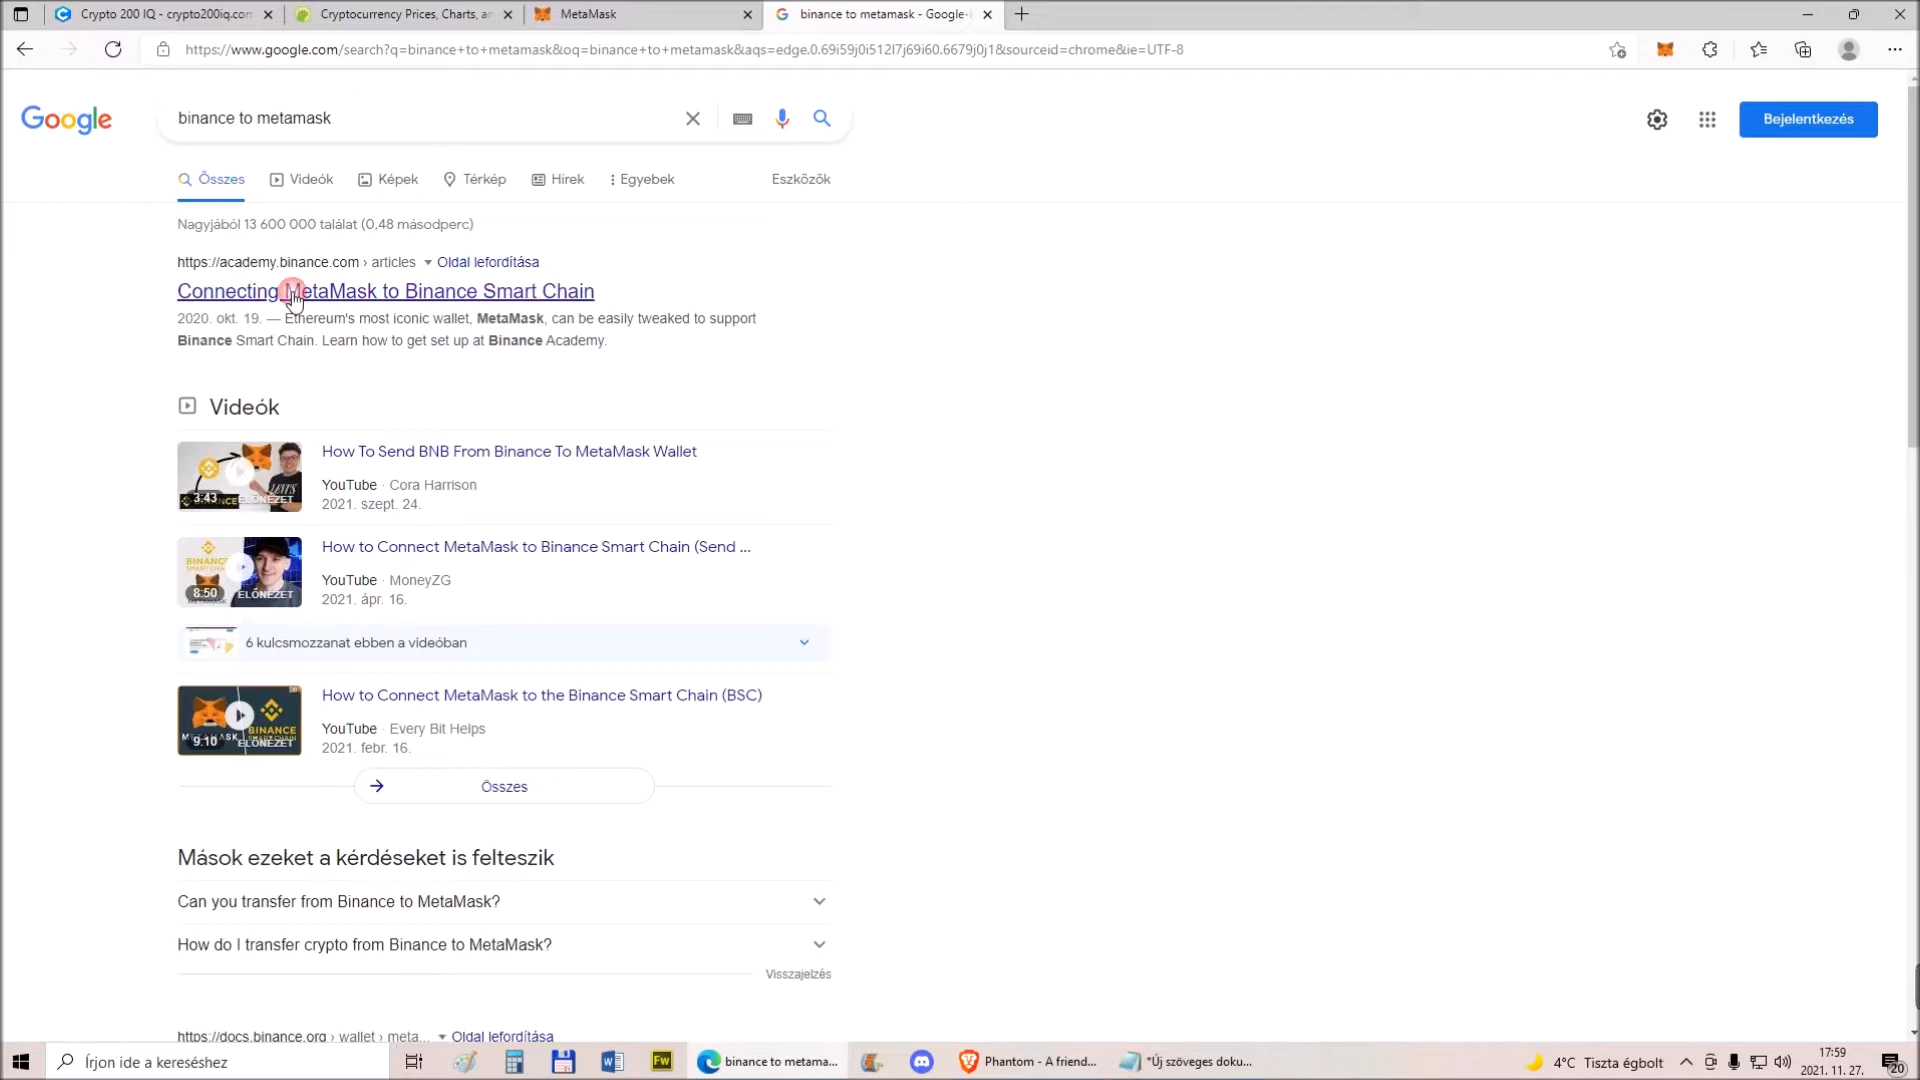 Crypto 200 IQ - crypto200iq.com
Cryptocurrency Prices, Charts, a
MetaMask
binance to metamask - Google-
https://www.google.com/search?q=binance+to+metamask&oq=binance+to+metamask&aqs=edge.0.69i59j0i512l7j69i60.6679j0j1&sourceid=chrome&ie=UTF-8
Google
binance to metamask
Bejelentkezés
Összes
Videók
Képek
Térkép
Hírek
Egyebek
Eszközök
Nagyjából 13 600 000 találat (0,48 másodperc)
https://academy.binance.com › articles
Oldal lefordítása
Connecting MetaMask to Binance Smart Chain
2020. okt. 19. — Ethereum's most iconic wallet, MetaMask, can be easily tweaked to support
Binance Smart Chain. Learn how to get set up at Binance Academy.
Videók
How To Send BNB From Binance To MetaMask Wallet
YouTube · Cora Harrison
2021. szept. 24.
3:43
ELŐNÉZET
How to Connect MetaMask to Binance Smart Chain (Send ...
YouTube · MoneyZG
2021. ápr. 16.
8:50
ELŐNÉZET
6 kulcsmozzanat ebben a videóban
How to Connect MetaMask to the Binance Smart Chain (BSC)
YouTube · Every Bit Helps
2021. febr. 16.
BINANCE
9:10
ELŐNÉZET
Összes
Mások ezeket a kérdéseket is felteszik
Can you transfer from Binance to MetaMask?
How do I transfer crypto from Binance to MetaMask?
Visszajelzés
https://docs.binance.org › wallet › meta...
Oldal lefordítása
Írjon ide a kereséshez
Fw
binance to metama...
Phantom - A friend...
*Új szöveges doku...
4°C Tiszta égbolt
17:59
2021. 11. 27.
20